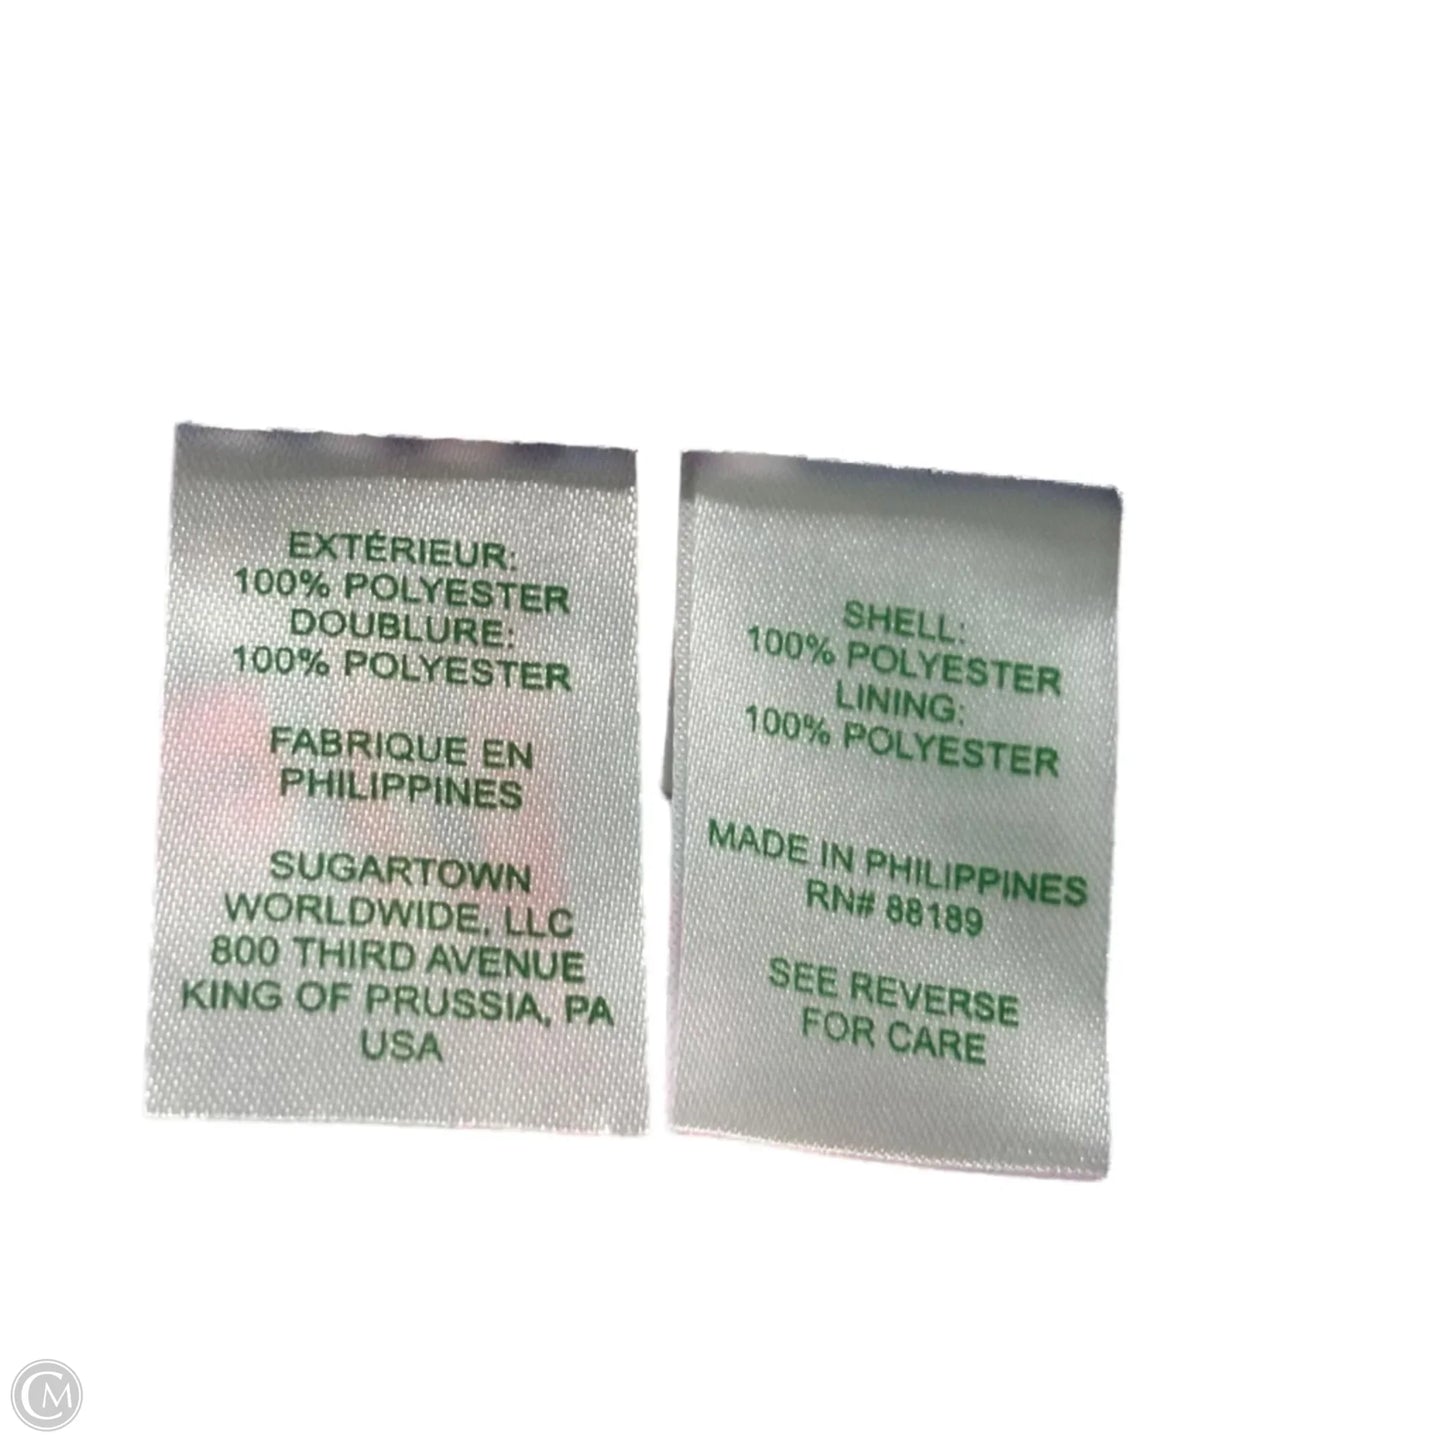 EXTÉRIEUR:
100% POLYESTER
DOUBLURE:
100% POLYESTER
FABRIQUE EN
PHILIPPINES
SUGARTOWN
WORLDWIDE, LLC
800 THIRD AVENUE
KING OF PRUSSIA, PA
USA
SHELL:
100% POLYESTER
LINING:
100% POLYESTER
MADE IN PHILIPPINES
RN# 88189
SEE REVERSE
FOR CARE
CM